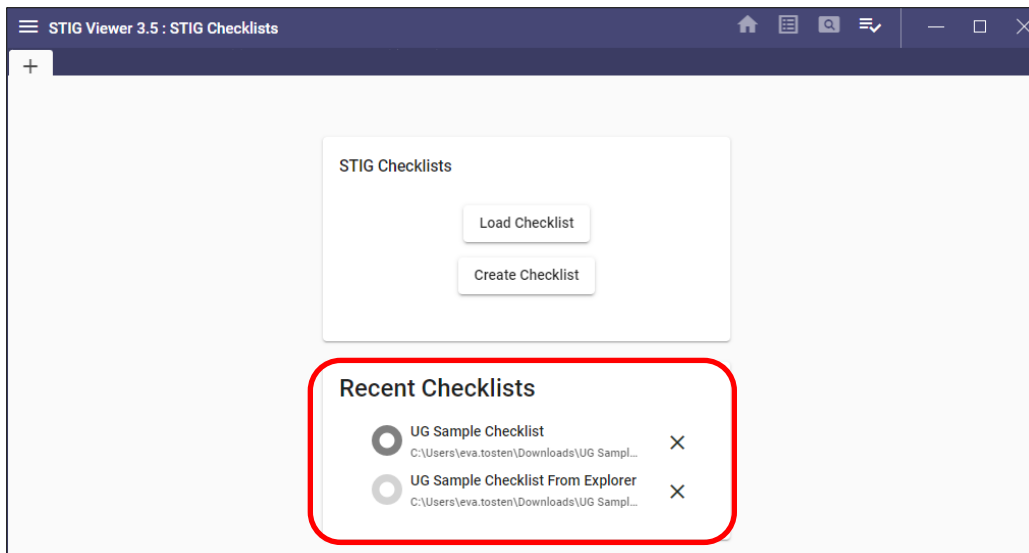 STIG Viewer 3.5 : STIG Checklists
STIG Checklists
Load Checklist
Create Checklist
Recent Checklists
UG Sample Checklist
C:\Users\eva.tosten\Downloads\UG Sampl...
UG Sample Checklist From Explorer
C:\Users\eva.tosten\Downloads\UG Sampl...